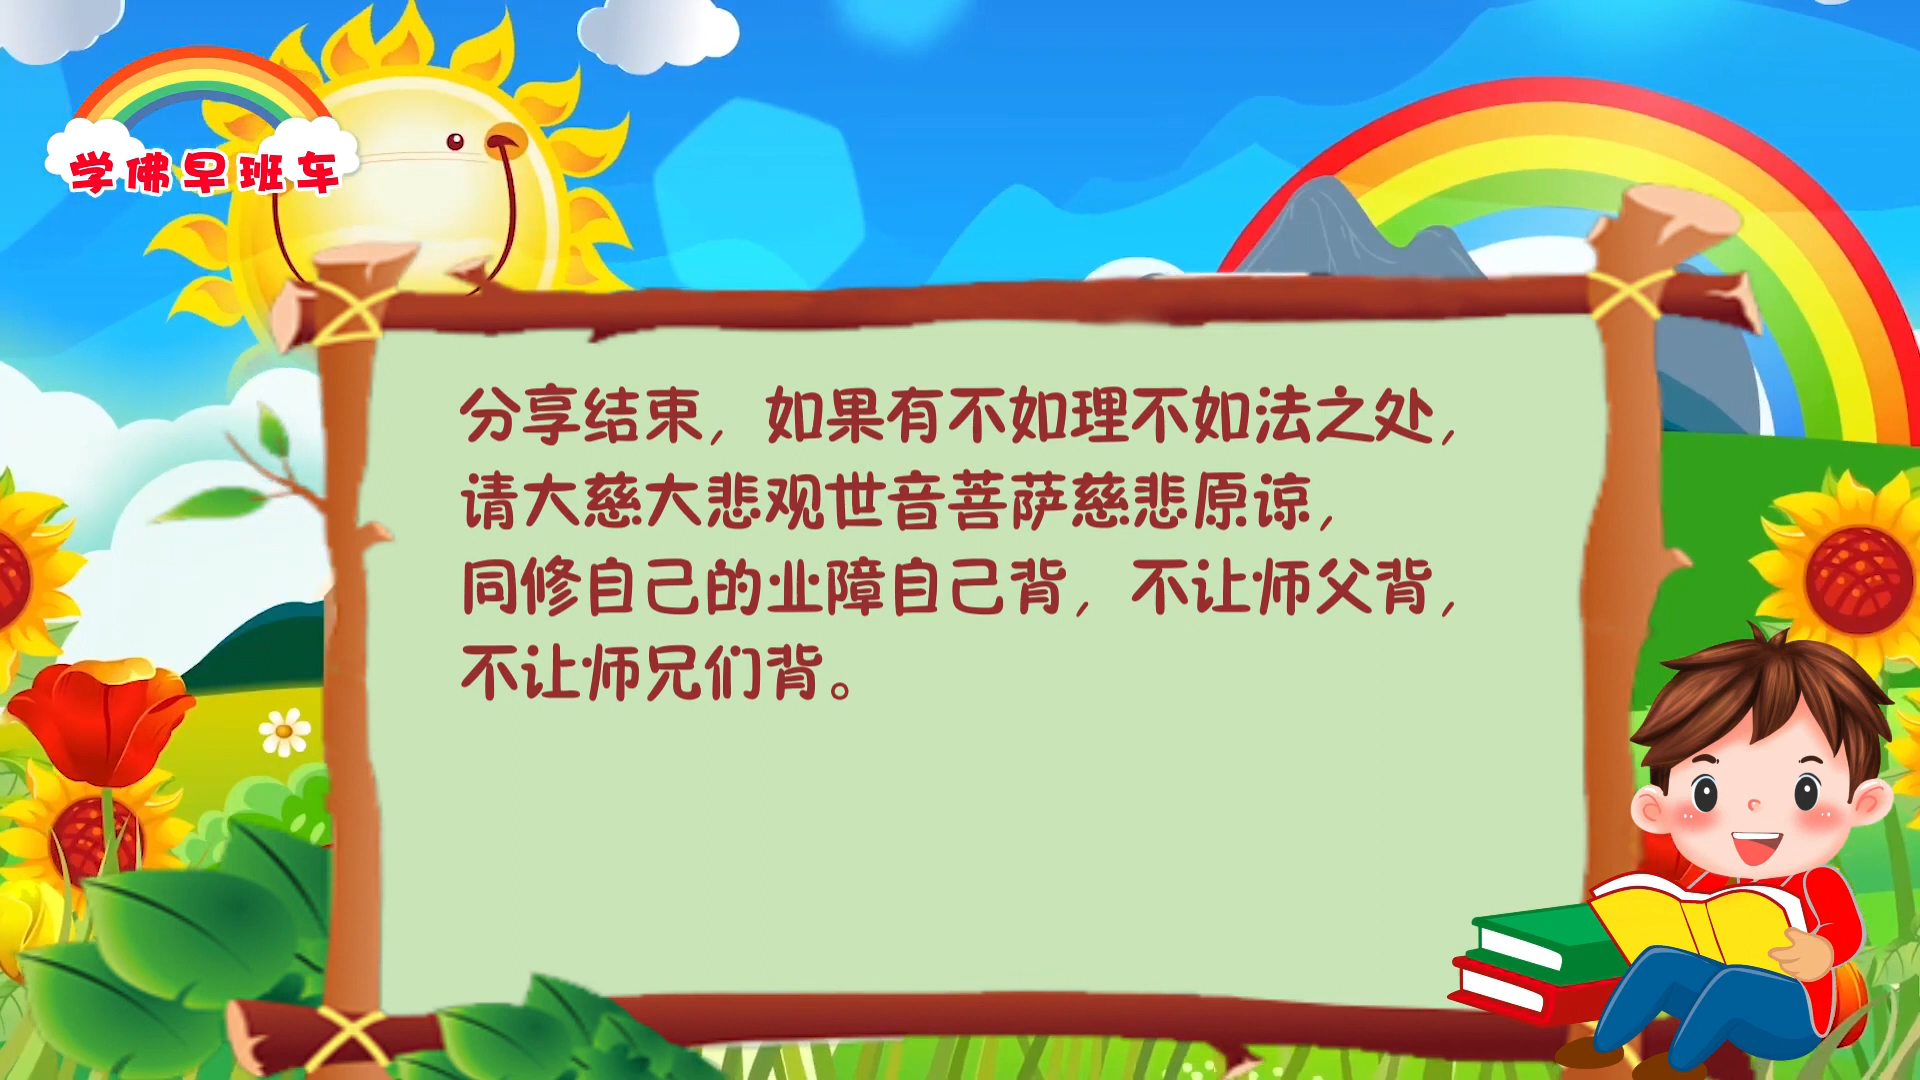 学佛早班车
分享结束，如果有不如理不如法之处，
请大慈大悲观世音菩萨慈悲原谅，
同修自己的业障自己背，不让师父背，
不让师兄们背。